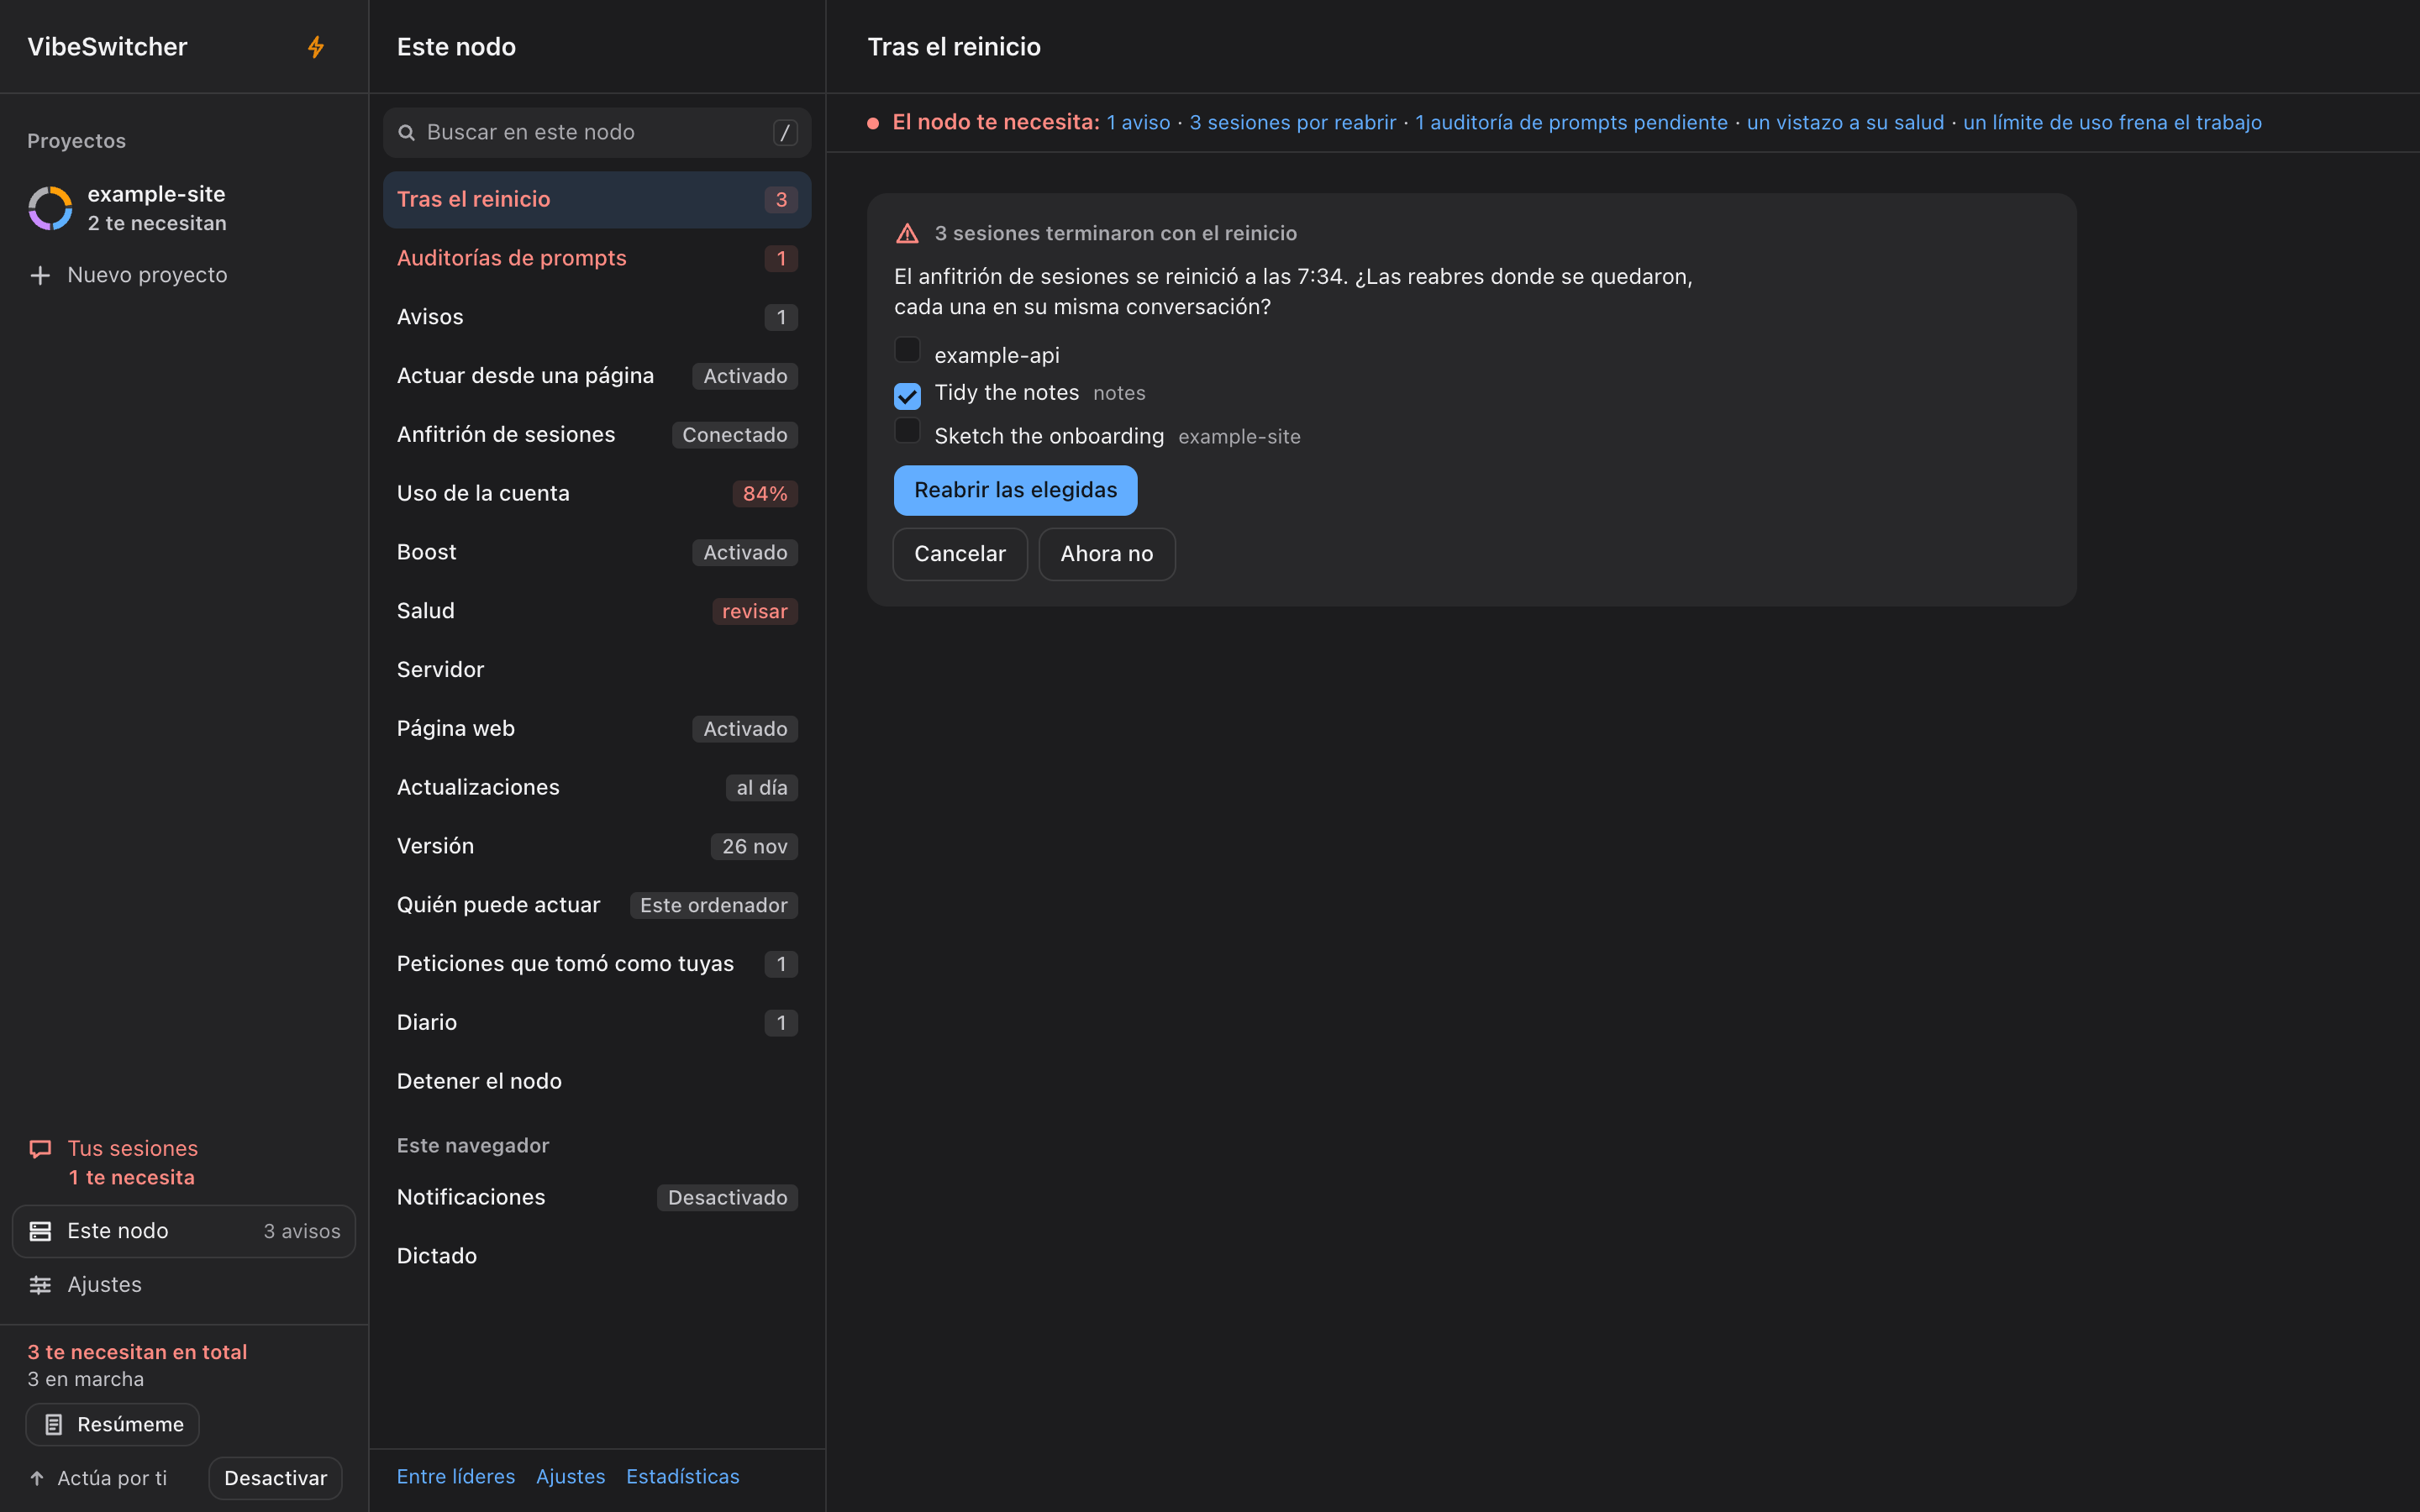 VibeSwitcher
Proyectos
example-site
2 te necesitan
Nuevo proyecto
Tus sesiones
1 te necesita
Este nodo
3 avisos
Ajustes
3 te necesitan en total
3 en marcha
Resúmeme
Actúa por ti
Desactivar
Este nodo
Buscar en este nodo
/
Tras el reinicio
3
Auditorías de prompts
1
Avisos
1
Actuar desde una página
Activado
Anfitrión de sesiones
Conectado
Uso de la cuenta
84%
Boost
Activado
Salud
revisar
Servidor
Página web
Activado
Actualizaciones
al día
Versión
26 nov
Quién puede actuar
Este ordenador
Peticiones que tomó como tuyas
1
Diario
1
Detener el nodo
Este navegador
Notificaciones
Desactivado
Dictado
Entre líderes Ajustes Estadísticas
Tras el reinicio
El nodo te necesita: 1 aviso · 3 sesiones por reabrir · 1 auditoría de prompts pendiente · un vistazo a su salud · un límite de uso frena el trabajo
3 sesiones terminaron con el reinicio
El anfitrión de sesiones se reinició a las 7:34. ¿Las reabres donde se quedaron,
cada una en su misma conversación?
example-api
Tidy the notes notes
Sketch the onboarding example-site
Reabrir las elegidas
Cancelar
Ahora no